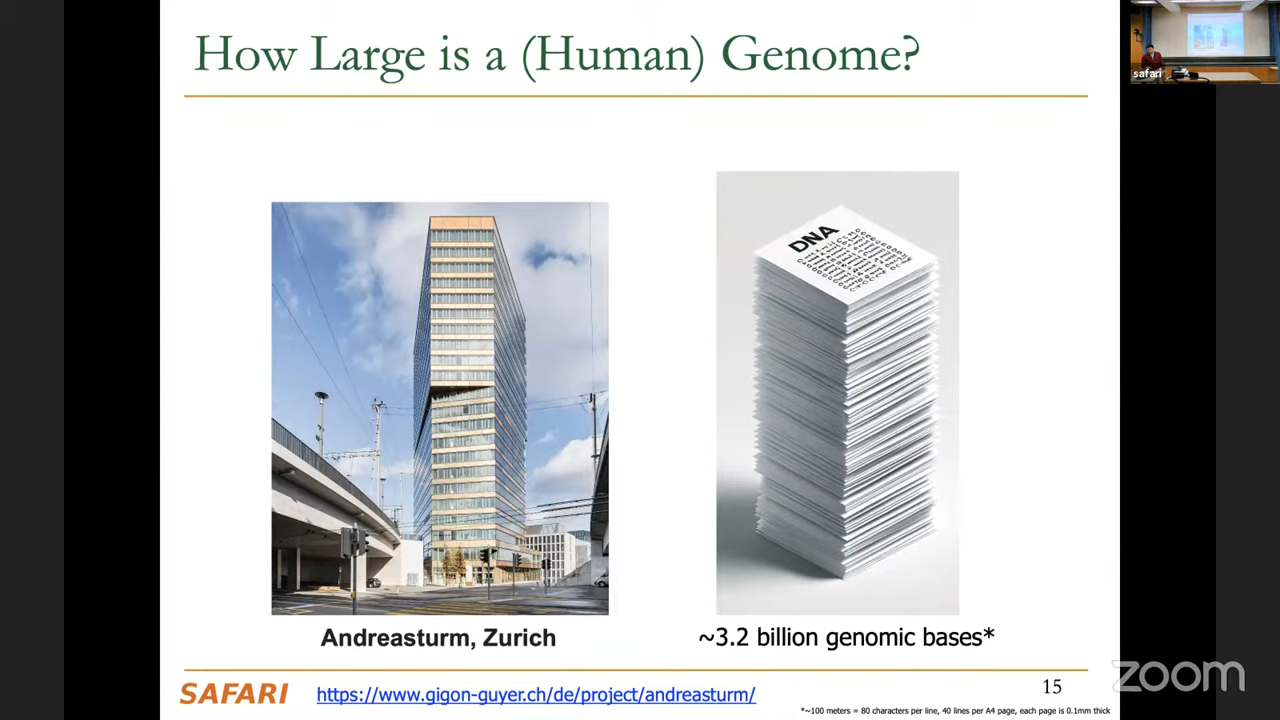 How Large is a (Human) Genome?
safari
DNA
Andreasturm, Zurich
~3.2 billion genomic bases*
SAFARI
https://www.gigon-guyer.ch/de/project/andreasturm/
15
zoom
*~100 meters = 80 characters per line, 40 lines per A4 page, each page is 0.1mm thick